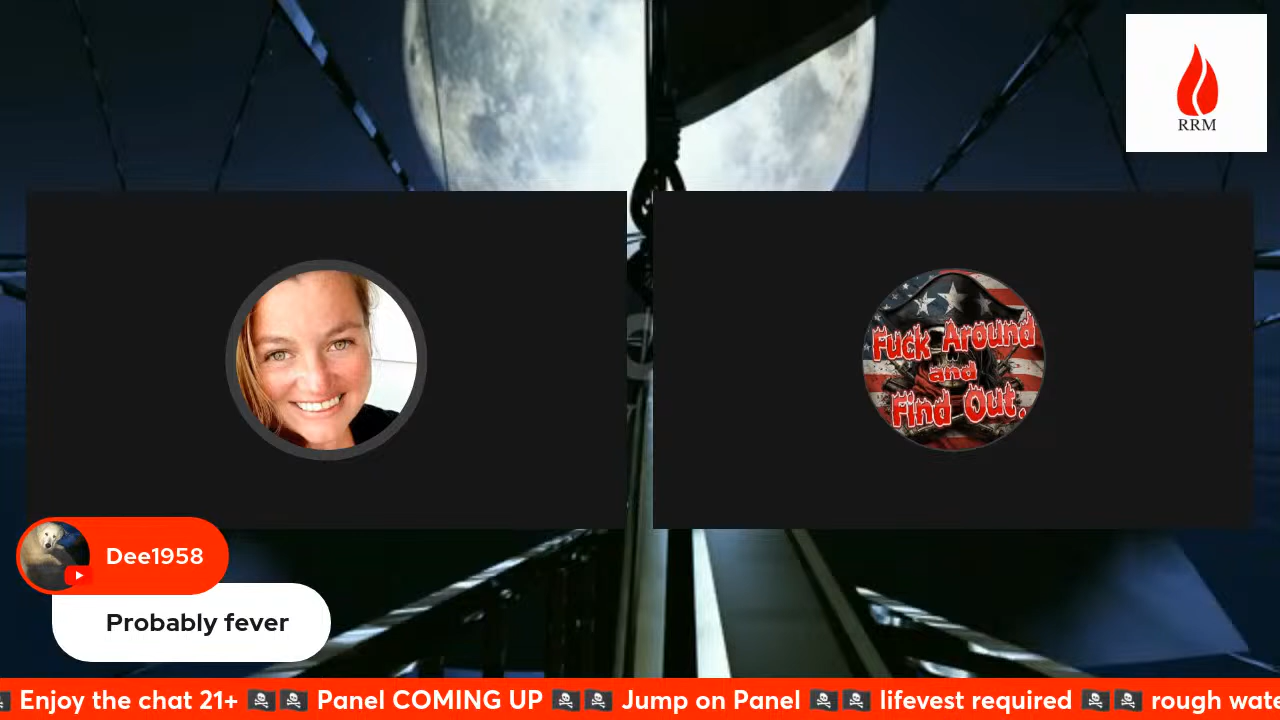 RRM
Fuck Around
and
Find Out.
Dee1958
Probably fever
Enjoy the chat 21+ Panel COMING UP Jump on Panel lifevest required rough wate